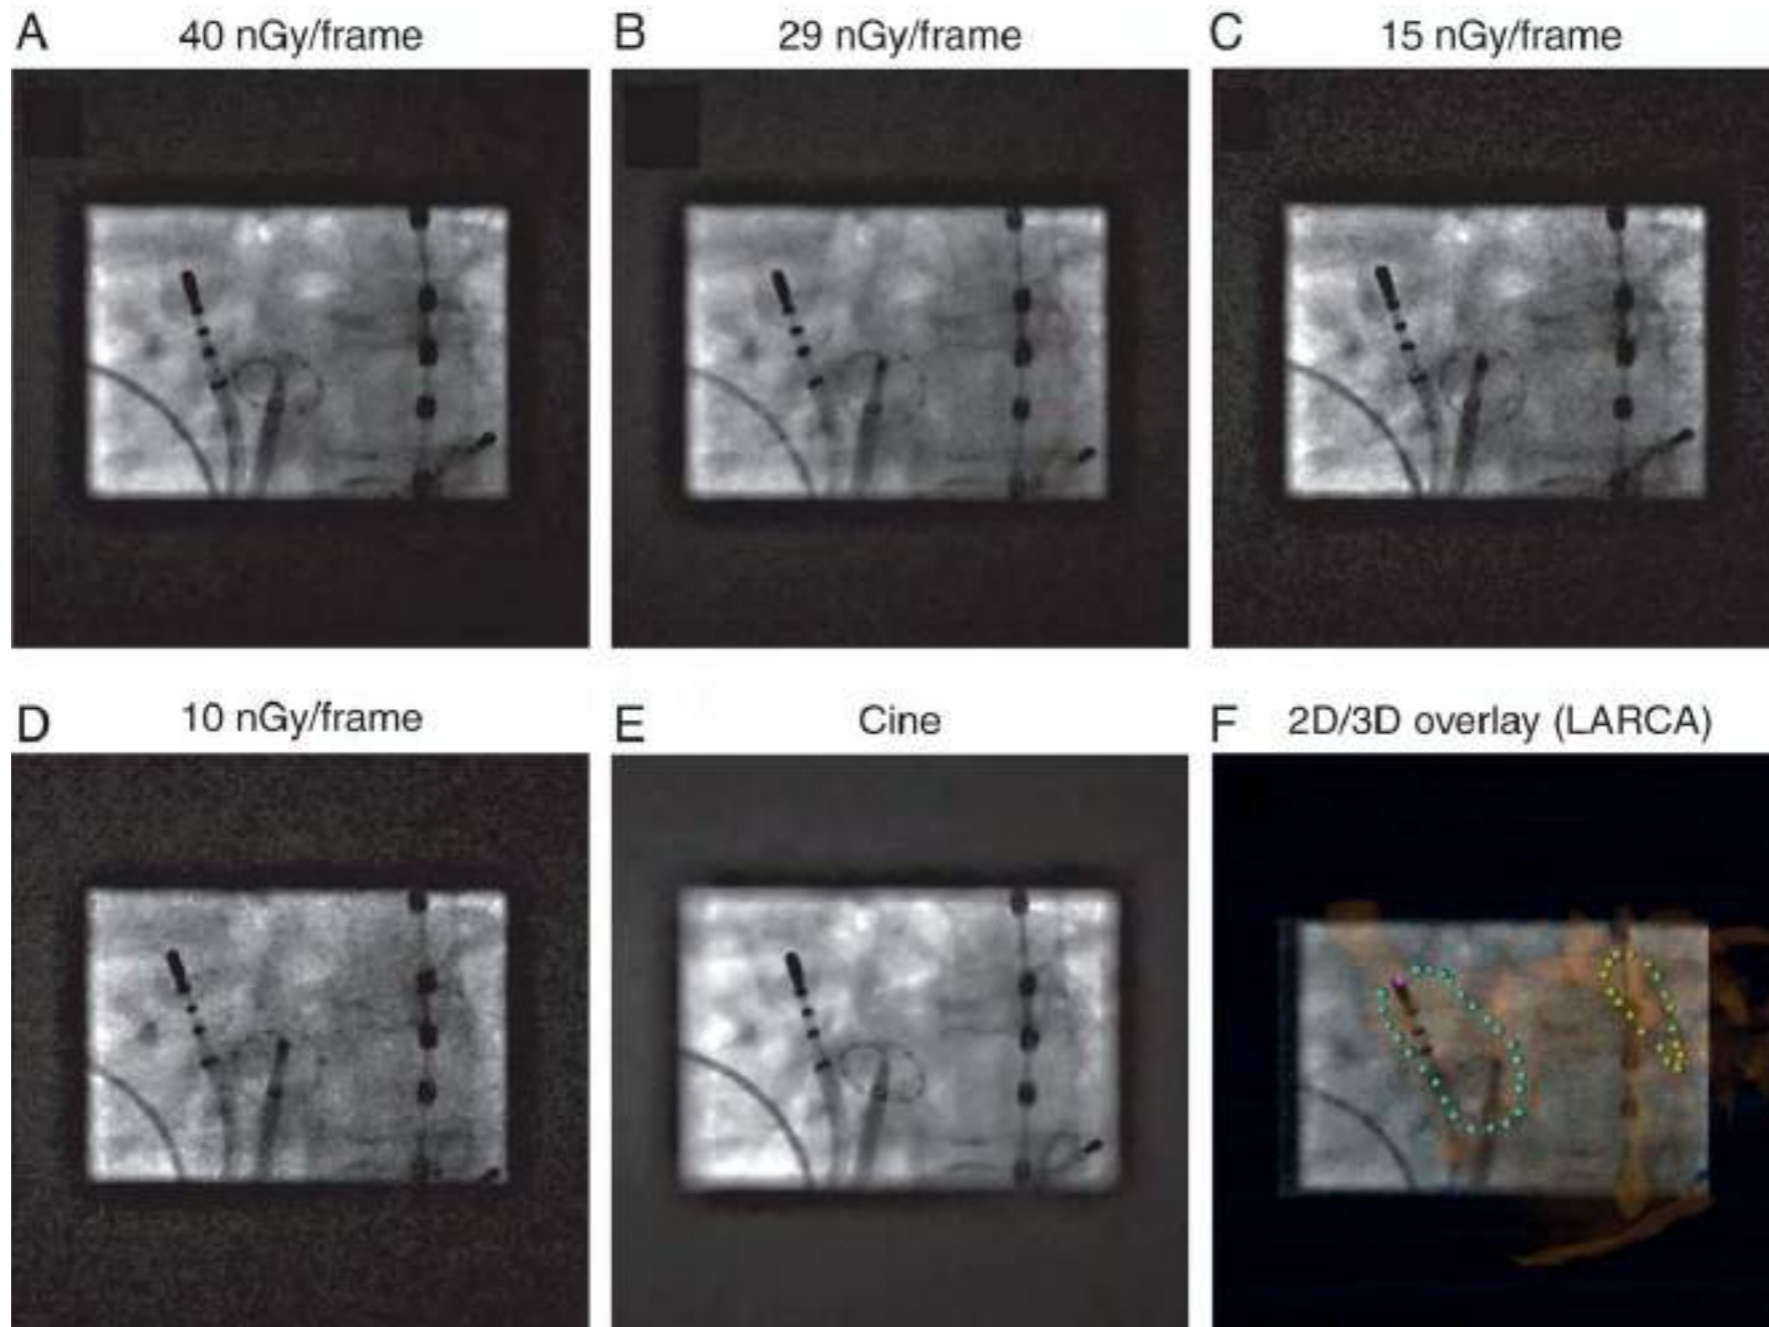 A 40 nGy/frame
B 29 nGy/frame
C 15 nGy/frame
D 10 nGy/frame
E Cine
F 2D/3D overlay (LARCA)